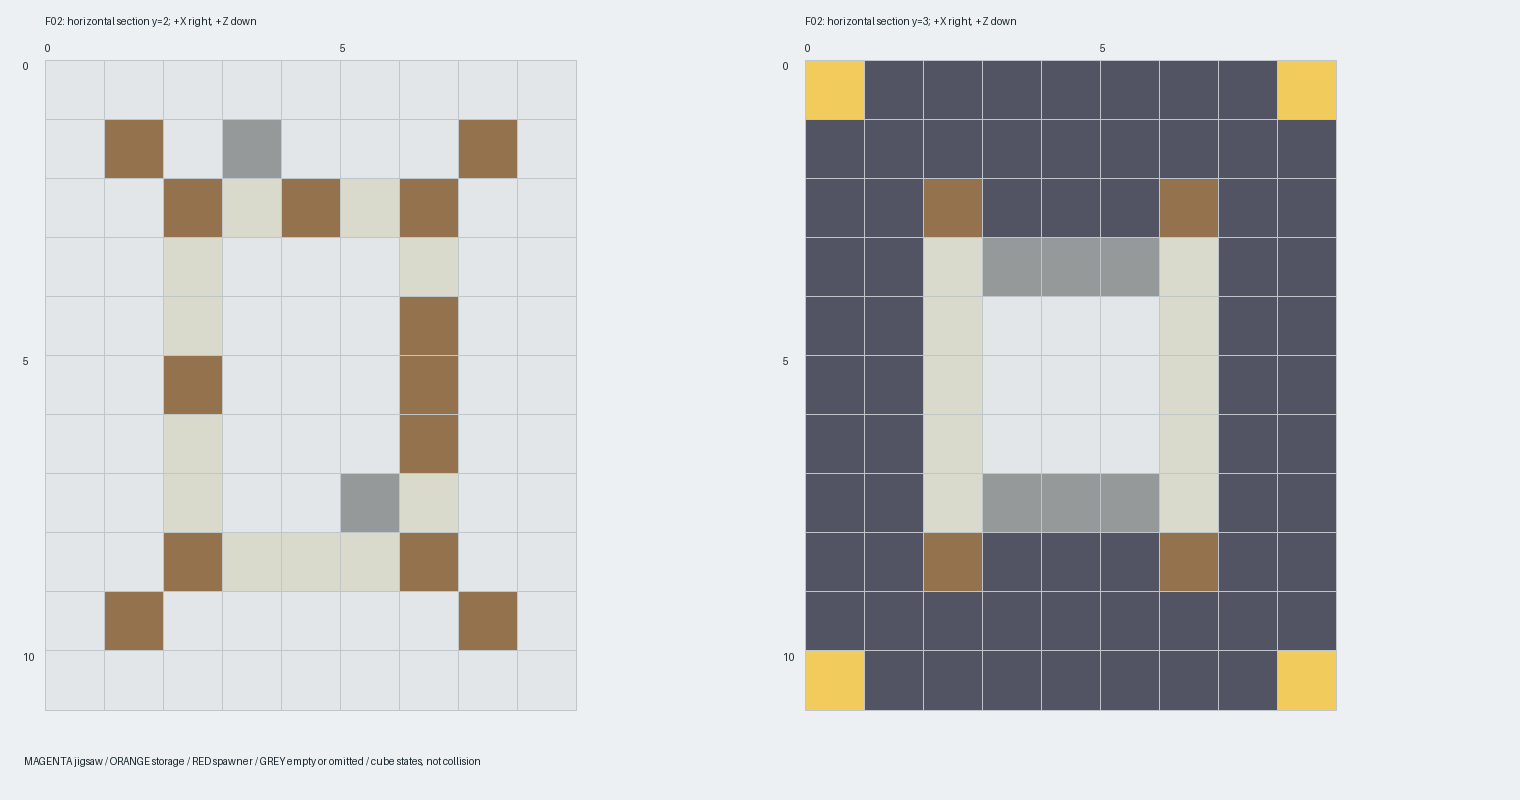 F02: horizontal section y=2; +X right, +Z down
F02: horizontal section y=3; +X right, +Z down
0 5
0 5
0
0
5
5
10
10
MAGENTA jigsaw / ORANGE storage / RED spawner / GREY empty or omitted / cube states, not collision